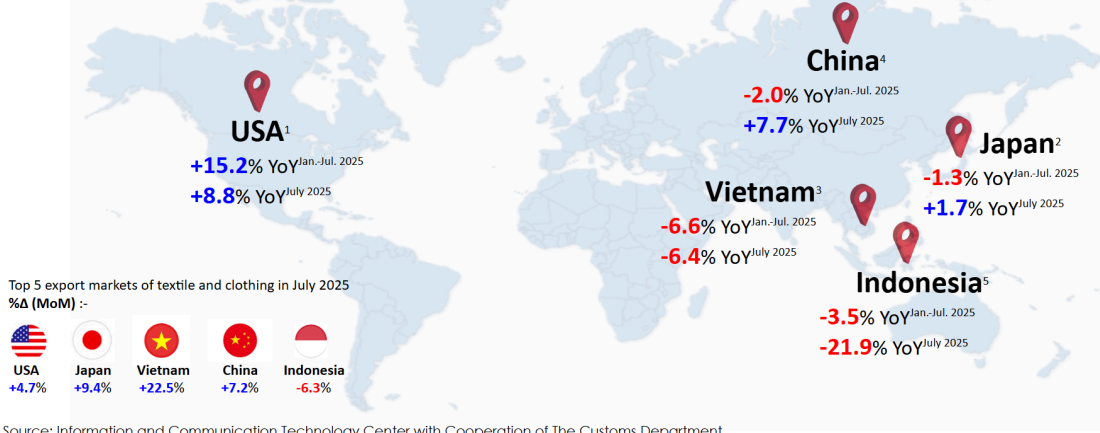 China4
-2.0% YoYJan.-Jul. 2025
+7.7% YoYJuly 2025
USA1
+15.2% YoYJan.-Jul. 2025
+8.8% YoYJuly 2025
Japan2
-1.3% YoYJan.-Jul. 2025
+1.7% YoYJuly 2025
Vietnam3
-6.6% YoYJan.-Jul. 2025
-6.4% YoYJuly 2025
Indonesia5
-3.5% YoYJan.-Jul. 2025
-21.9% YoYJuly 2025
Top 5 export markets of textile and clothing in July 2025
%Δ (MoM) :-
USA Japan Vietnam China Indonesia
+4.7% +9.4% +22.5% +7.2% -6.3%
Source: Information and Communication Technology Center with Cooperation of The Customs Department